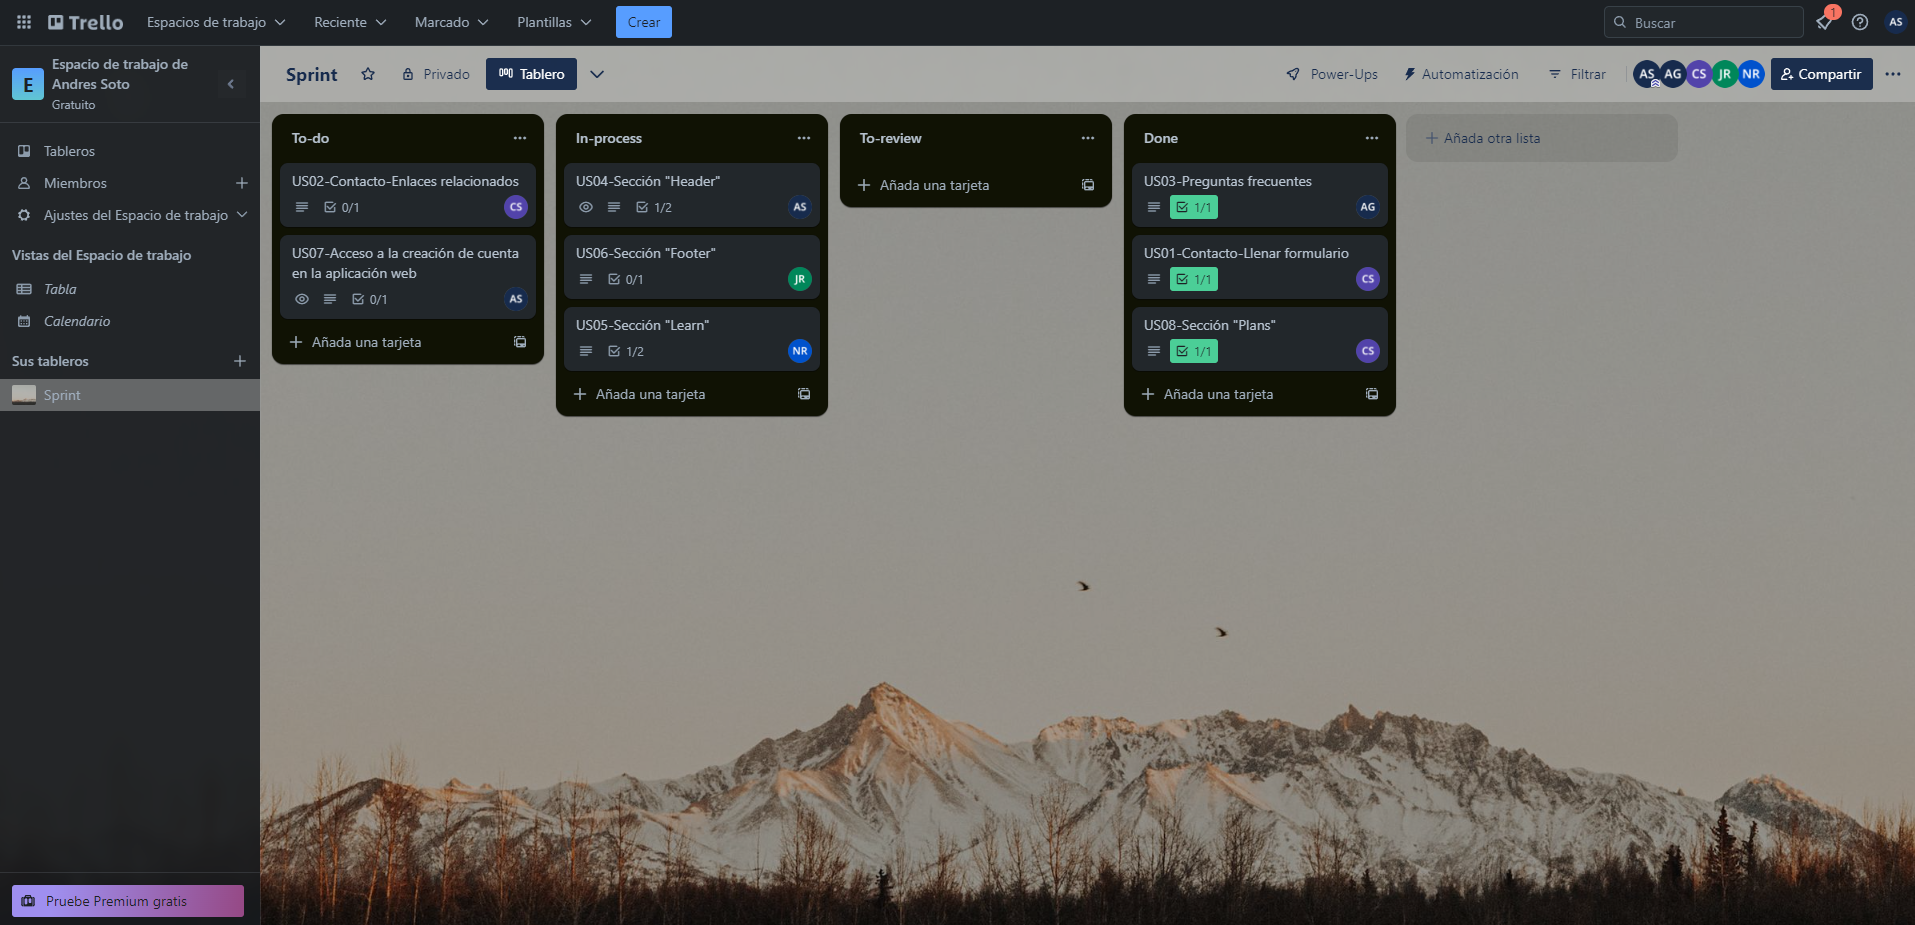 Trello
Espacios de trabajo
Reciente
Marcado
Plantillas
Crear
Buscar
1
AS
E
Espacio de trabajo de
Andres Soto
Gratuito
Tableros
Miembros
Ajustes del Espacio de trabajo
Vistas del Espacio de trabajo
Tabla
Calendario
Sus tableros
Sprint
Pruebe Premium gratis
Sprint
Privado
Tablero
Power-Ups
Automatización
Filtrar
AS
AG
CS
JR
NR
Compartir
To-do
US02-Contacto-Enlaces relacionados
0/1
CS
US07-Acceso a la creación de cuenta
en la aplicación web
0/1
AS
Añada una tarjeta
In-process
US04-Sección "Header"
1/2
AS
US06-Sección "Footer"
0/1
JR
US05-Sección "Learn"
1/2
NR
Añada una tarjeta
To-review
Añada una tarjeta
Done
US03-Preguntas frecuentes
1/1
AG
US01-Contacto-Llenar formulario
1/1
CS
US08-Sección "Plans"
1/1
CS
Añada una tarjeta
Añada otra lista